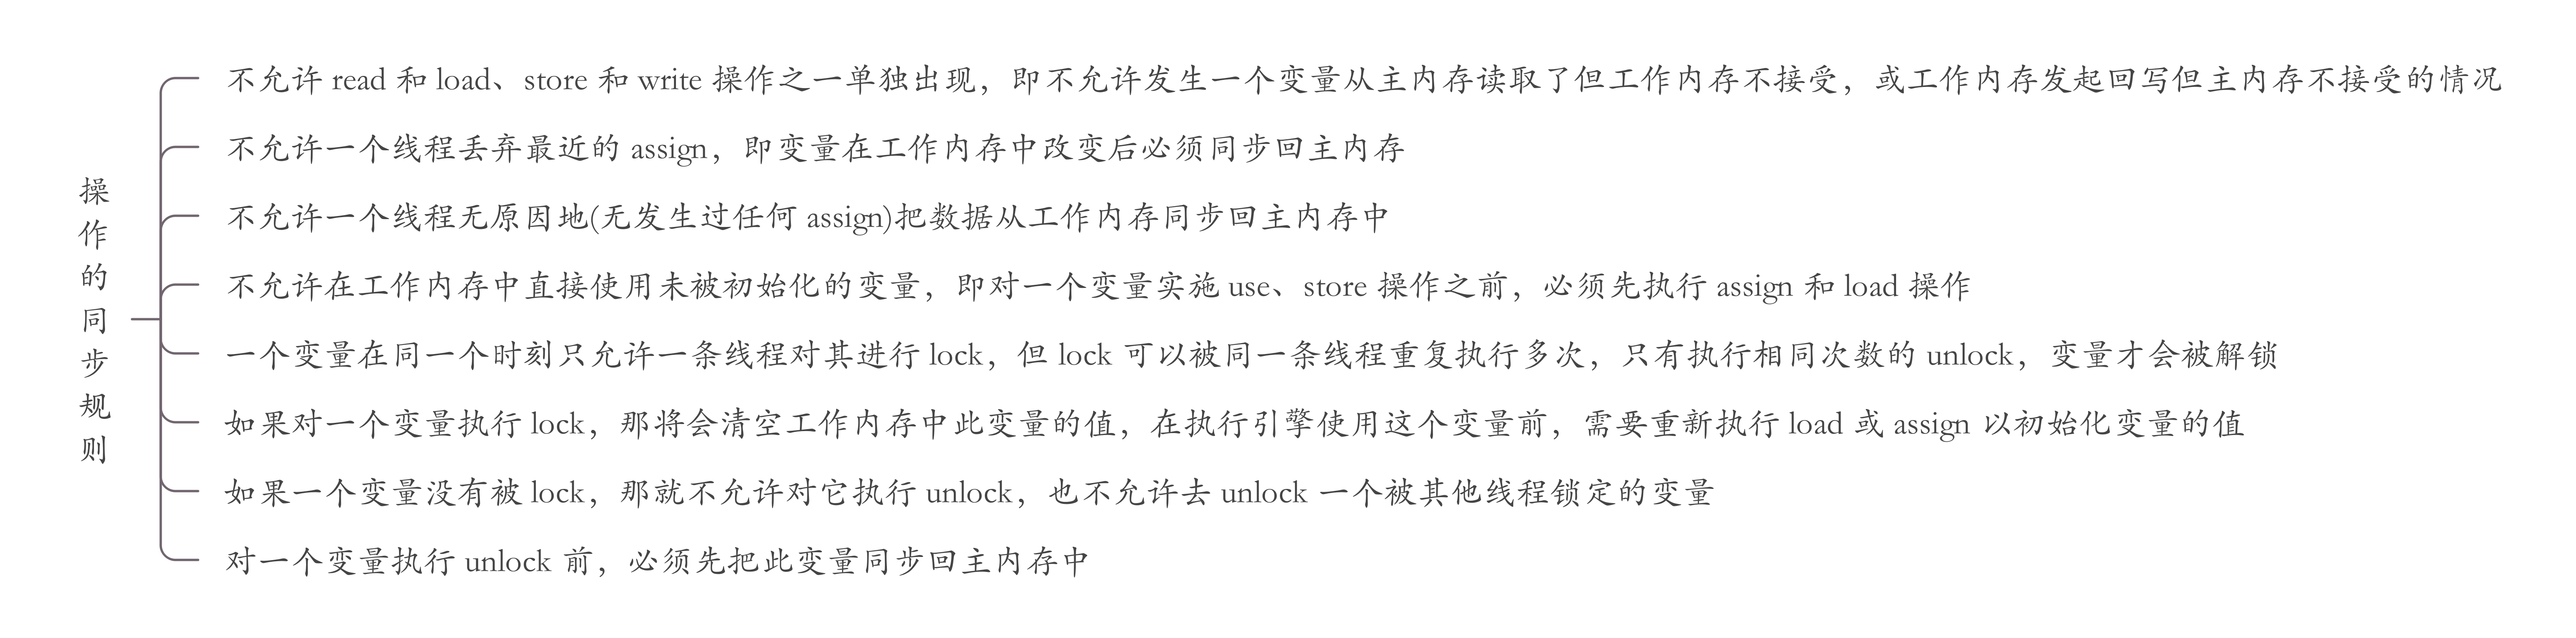 操作的同步规则
不允许 read 和 load、store 和 write 操作之一单独出现，即不允许发生一个变量从主内存读取了但工作内存不接受，或工作内存发起回写但主内存不接受的情况
不允许一个线程丢弃最近的 assign，即变量在工作内存中改变后必须同步回主内存
不允许一个线程无原因地(无发生过任何 assign)把数据从工作内存同步回主内存中
不允许在工作内存中直接使用未被初始化的变量，即对一个变量实施 use、store 操作之前，必须先执行 assign 和 load 操作
一个变量在同一个时刻只允许一条线程对其进行 lock，但 lock 可以被同一条线程重复执行多次，只有执行相同次数的 unlock，变量才会被解锁
如果对一个变量执行 lock，那将会清空工作内存中此变量的值，在执行引擎使用这个变量前，需要重新执行 load 或 assign 以初始化变量的值
如果一个变量没有被 lock，那就不允许对它执行 unlock，也不允许去 unlock 一个被其他线程锁定的变量
对一个变量执行 unlock 前，必须先把此变量同步回主内存中